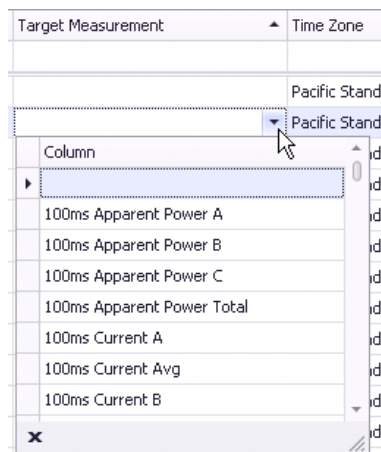 Target Measurement Time Zone
Pacific Stand
Pacific Stand
Column
100ms Apparent Power A
100ms Apparent Power B
100ms Apparent Power C
100ms Apparent Power Total
100ms Current A
100ms Current Avg
100ms Current B